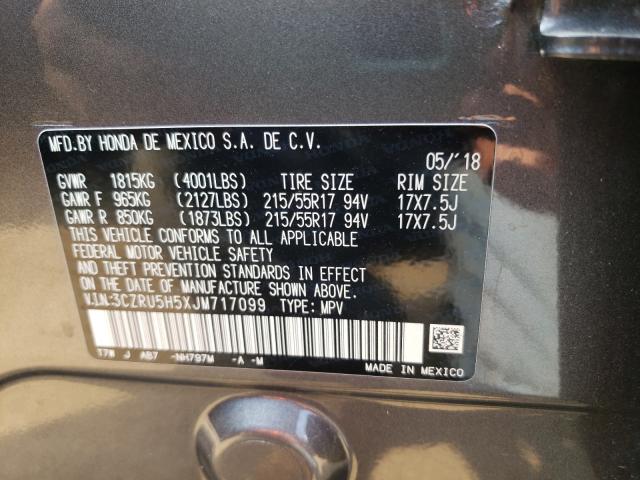 MFD.BY HONDA DE MEXICO S.A. DE C.V.
05/´18
GVWR 1815KG (4001LBS) TIRE SIZE RIM SIZE
GAWR F 965KG (2127LBS) 215/55R17 94V 17X7.5J
GAWR R 850KG (1873LBS) 215/55R17 94V 17X7.5J
THIS VEHICLE CONFORMS TO ALL APPLICABLE
FEDERAL MOTOR VEHICLE SAFETY
AND THEFT PREVENTION STANDARDS IN EFFECT
ON THE DATE OF MANUFACTURE SHOWN ABOVE.
V.I.N:3CZRU5H5XJM717099 TYPE: MPV
T7W J AB7 -NH797M -A -M
MADE IN MEXICO